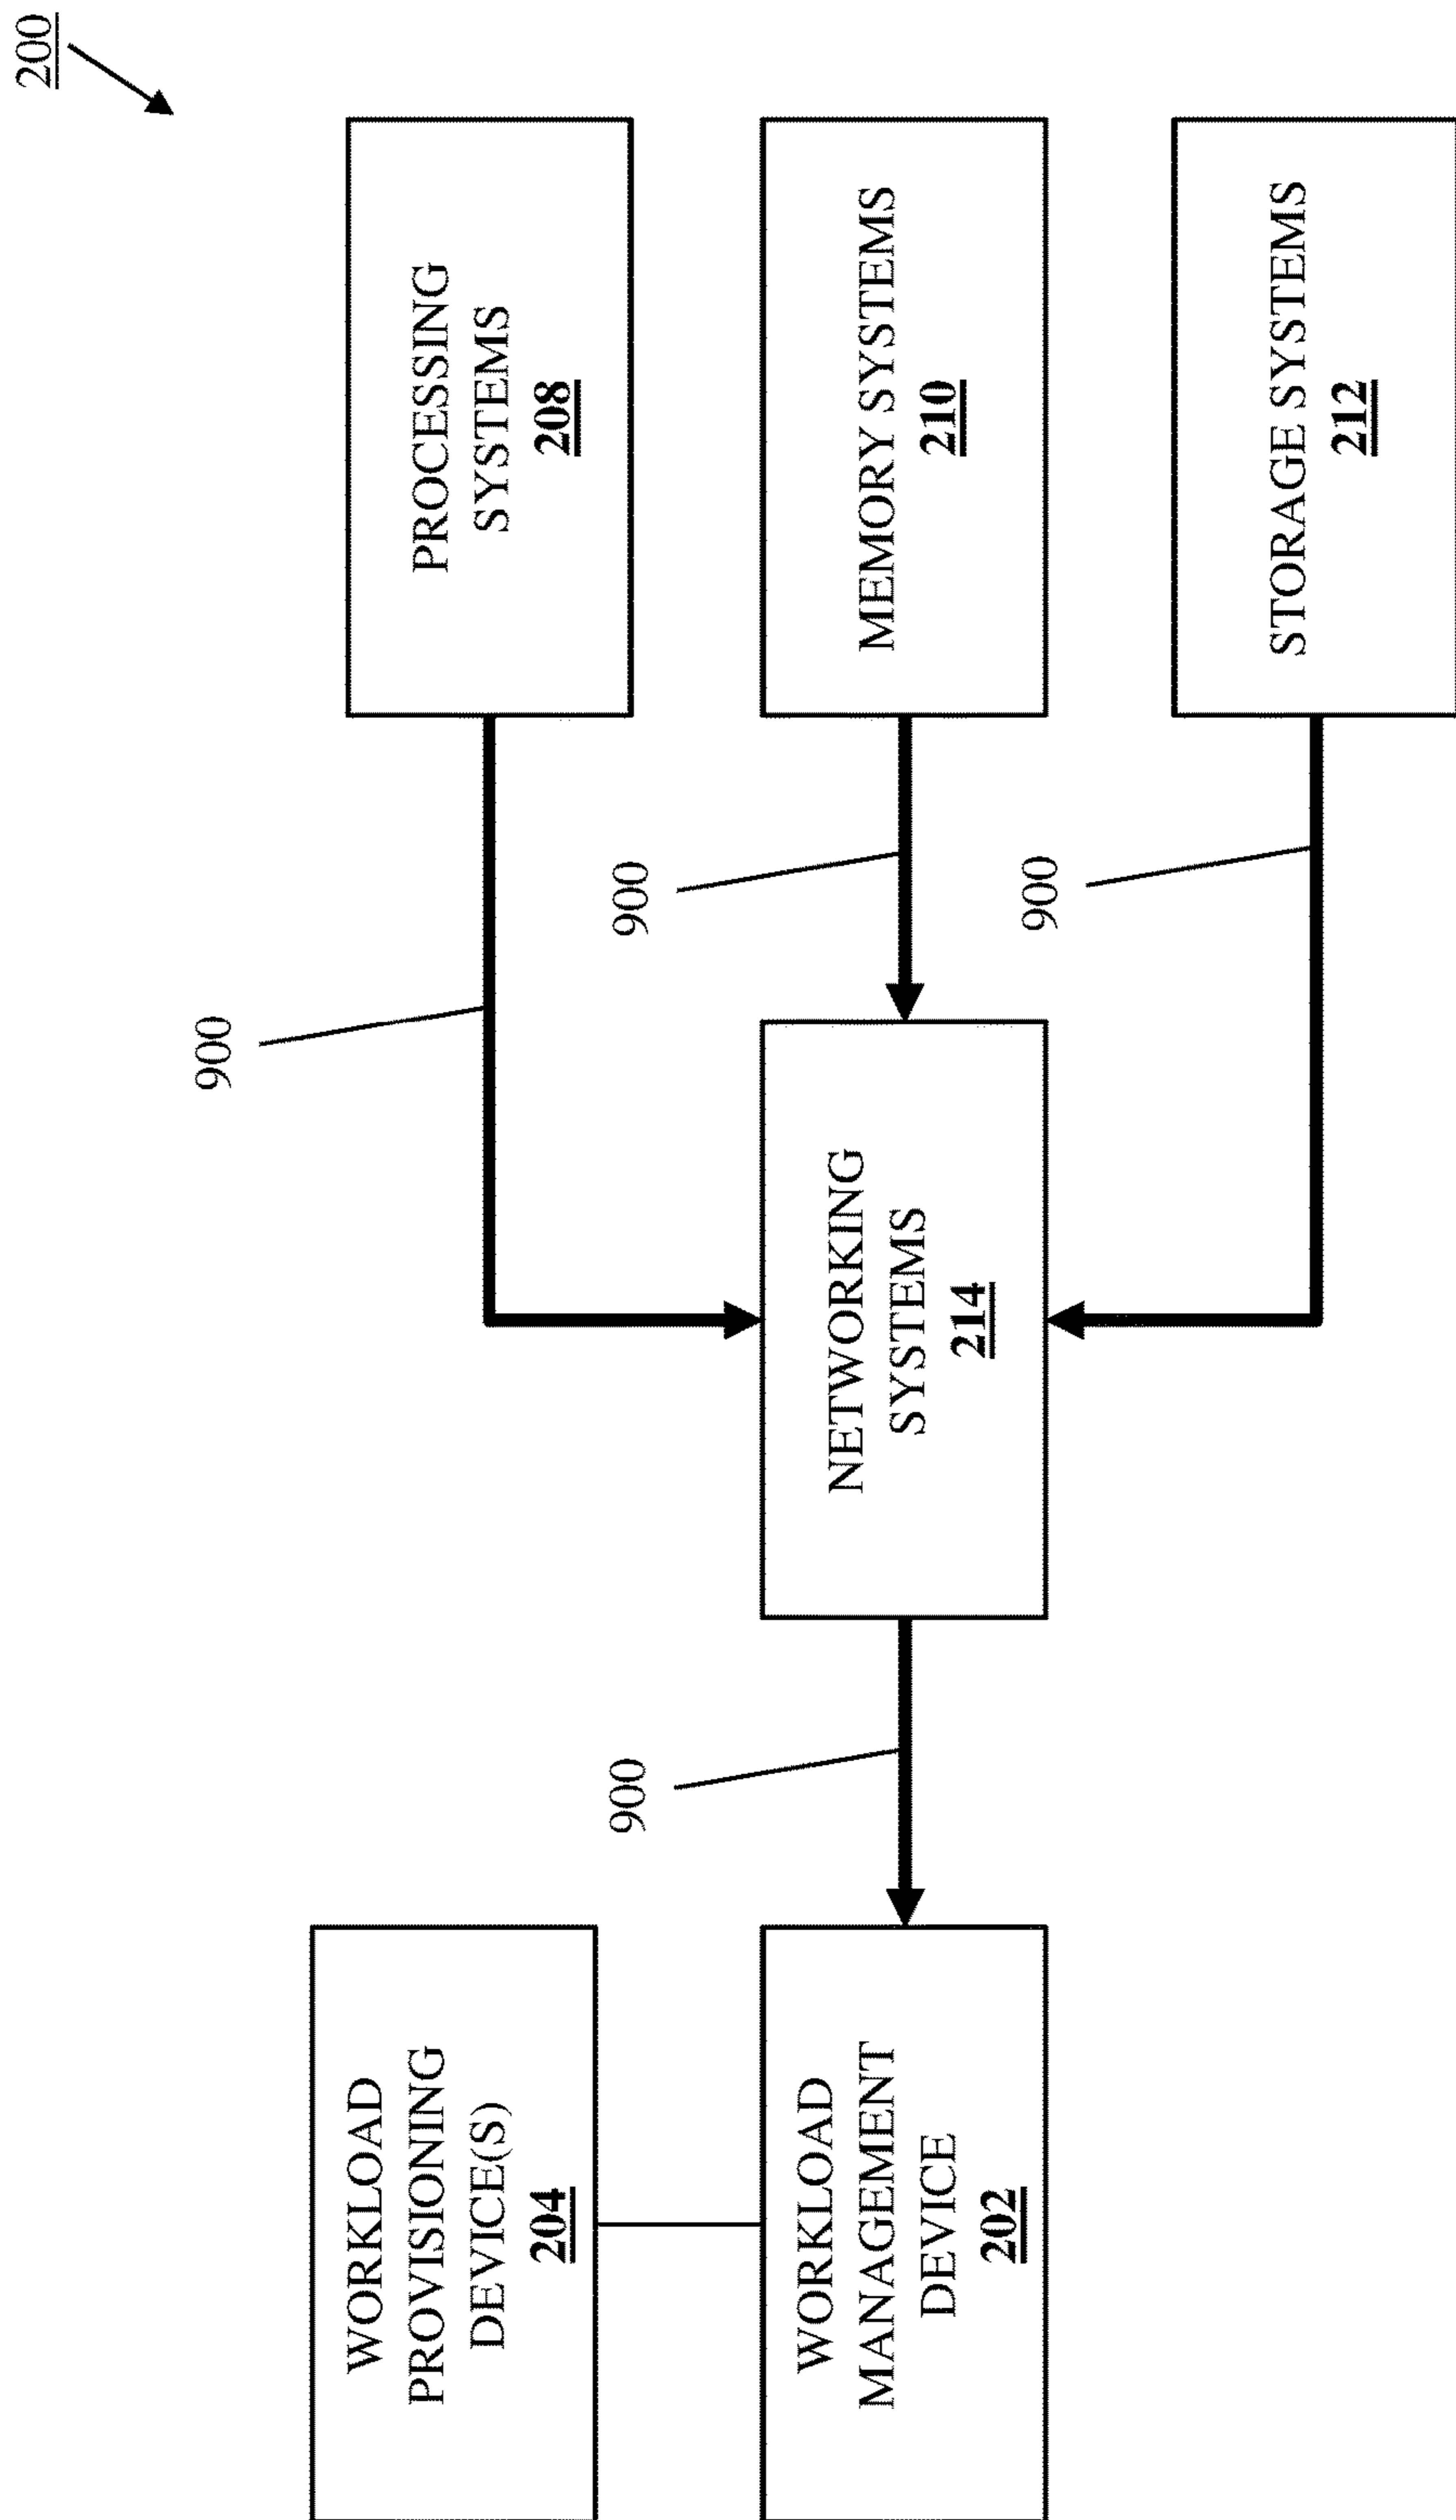 200
WORKLOAD
PROVISIONING
DEVICE(S)
204
900
PROCESSING
SYSTEMS
208
WORKLOAD
MANAGEMENT
DEVICE
202
900
NETWORKING
SYSTEMS
214
900
MEMORY SYSTEMS
210
900
STORAGE SYSTEMS
212